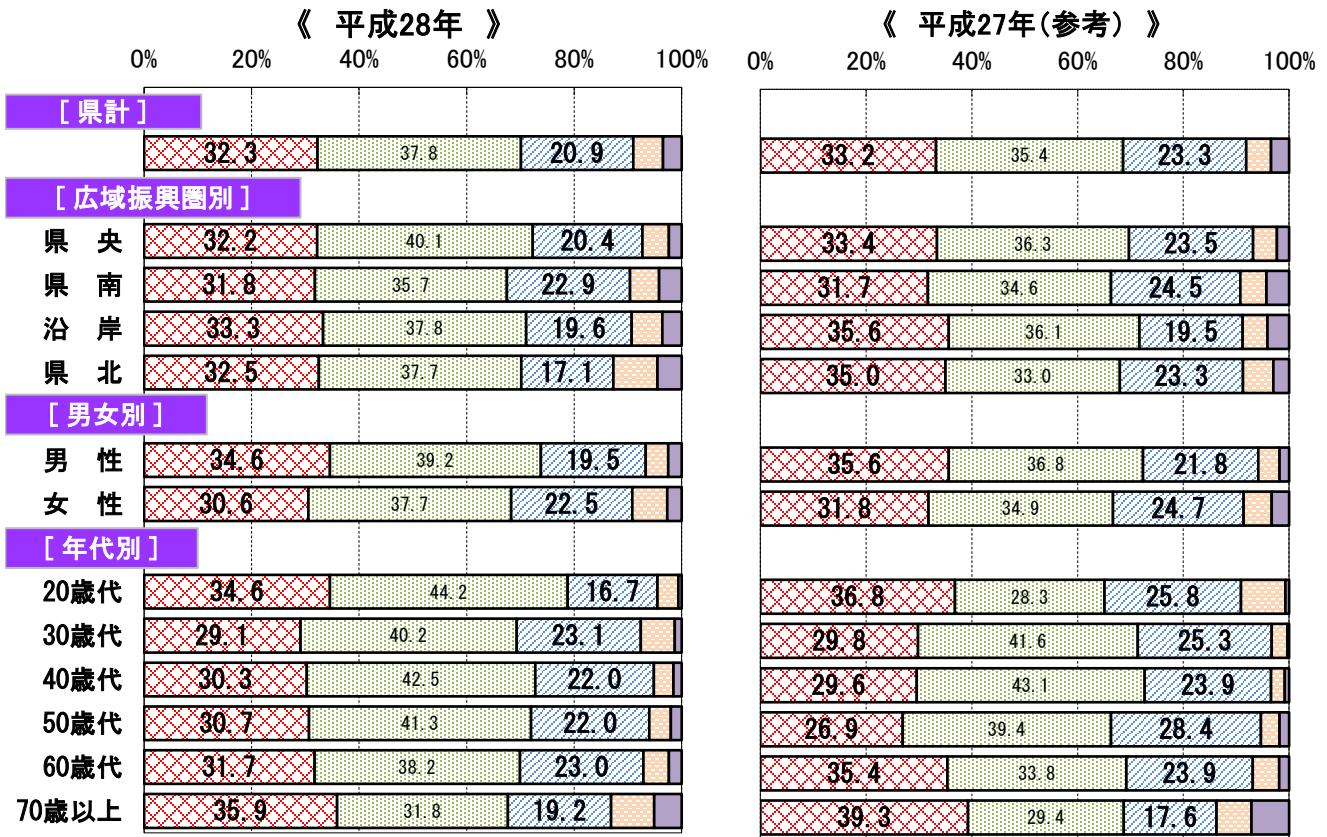 《 平成28年 》
《 平成27年(参考) 》
0% 20% 40% 60% 80% 100%
0% 20% 40% 60% 80% 100%
[ 県計 ]
32.3 37.8 20.9
33.2 35.4 23.3
[ 広域振興圏別 ]
県 央 32.2 40.1 20.4
33.4 36.3 23.5
県 南 31.8 35.7 22.9
31.7 34.6 24.5
沿 岸 33.3 37.8 19.6
35.6 36.1 19.5
県 北 32.5 37.7 17.1
35.0 33.0 23.3
[ 男女別 ]
男 性 34.6 39.2 19.5
35.6 36.8 21.8
女 性 30.6 37.7 22.5
31.8 34.9 24.7
[ 年代別 ]
20歳代 34.6 44.2 16.7
36.8 28.3 25.8
30歳代 29.1 40.2 23.1
29.8 41.6 25.3
40歳代 30.3 42.5 22.0
29.6 43.1 23.9
50歳代 30.7 41.3 22.0
26.9 39.4 28.4
60歳代 31.7 38.2 23.0
35.4 33.8 23.9
70歳以上 35.9 31.8 19.2
39.3 29.4 17.6